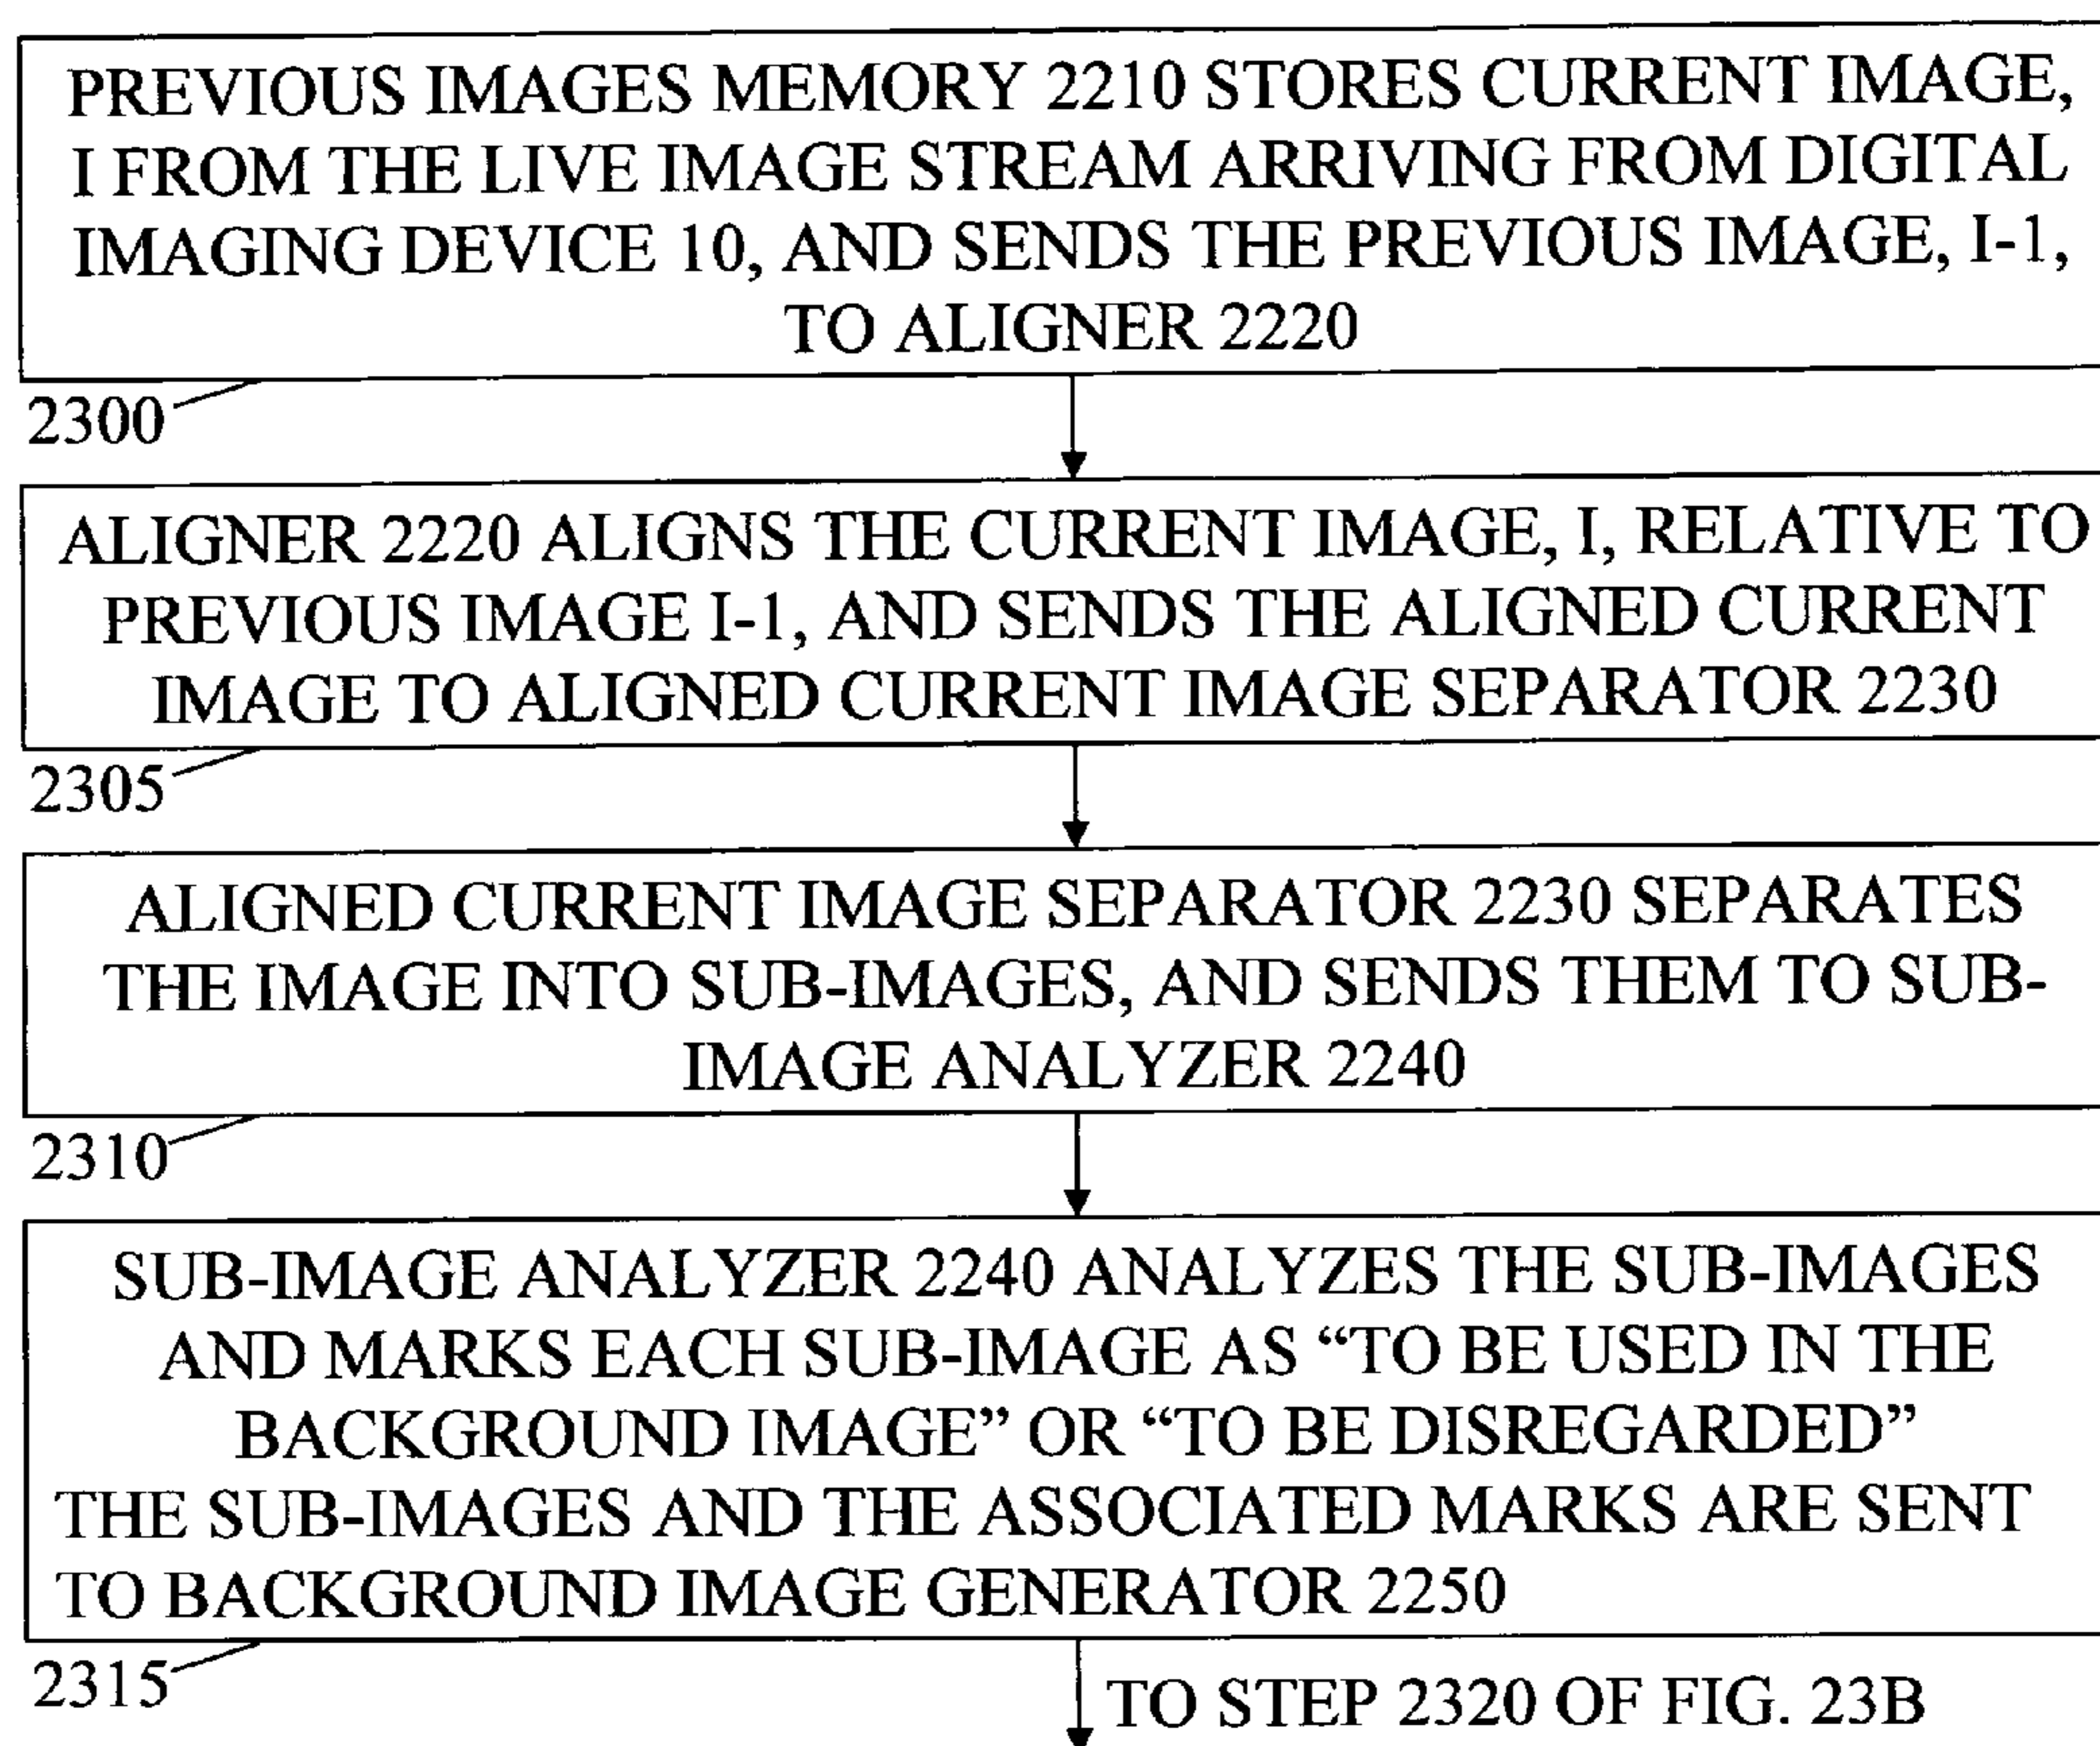 PREVIOUS IMAGES MEMORY 2210 STORES CURRENT IMAGE,
I FROM THE LIVE IMAGE STREAM ARRIVING FROM DIGITAL
IMAGING DEVICE 10, AND SENDS THE PREVIOUS IMAGE, I-1,
TO ALIGNER 2220
2300
ALIGNER 2220 ALIGNS THE CURRENT IMAGE, I, RELATIVE TO
PREVIOUS IMAGE I-1, AND SENDS THE ALIGNED CURRENT
IMAGE TO ALIGNED CURRENT IMAGE SEPARATOR 2230
2305
ALIGNED CURRENT IMAGE SEPARATOR 2230 SEPARATES
THE IMAGE INTO SUB-IMAGES, AND SENDS THEM TO SUB-
IMAGE ANALYZER 2240
2310
SUB-IMAGE ANALYZER 2240 ANALYZES THE SUB-IMAGES
AND MARKS EACH SUB-IMAGE AS “TO BE USED IN THE
BACKGROUND IMAGE” OR “TO BE DISREGARDED”
THE SUB-IMAGES AND THE ASSOCIATED MARKS ARE SENT
TO BACKGROUND IMAGE GENERATOR 2250
2315
TO STEP 2320 OF FIG. 23B